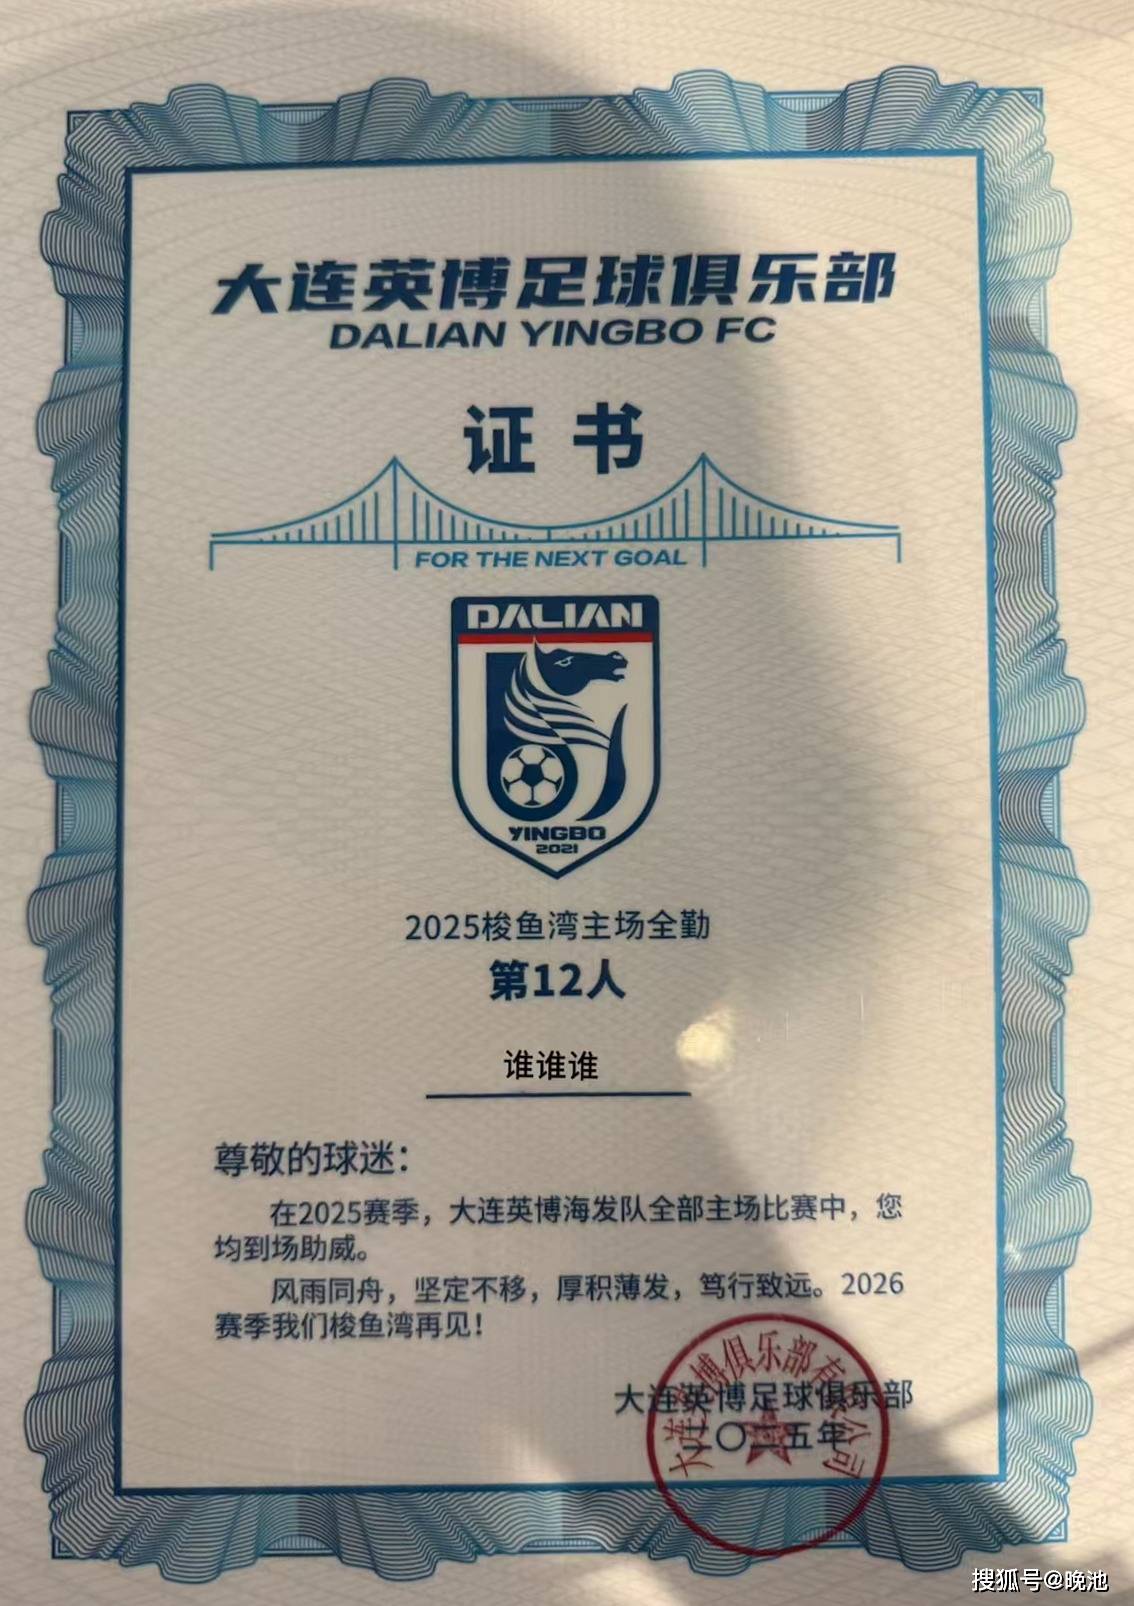 大连英博足球俱乐部
DALIAN YINGBO FC
证书
FOR THE NEXT GOAL
DALIAN
YINGBO
2021
2025梭鱼湾主场全勤
第12人
谁谁谁
尊敬的球迷：
在2025赛季，大连英博海发队全部主场比赛中，您
均到场助威。
风雨同舟，坚定不移，厚积薄发，笃行致远。2026
赛季我们梭鱼湾再见！
大连英博足球俱乐部
二〇二五年
搜狐号@晚池